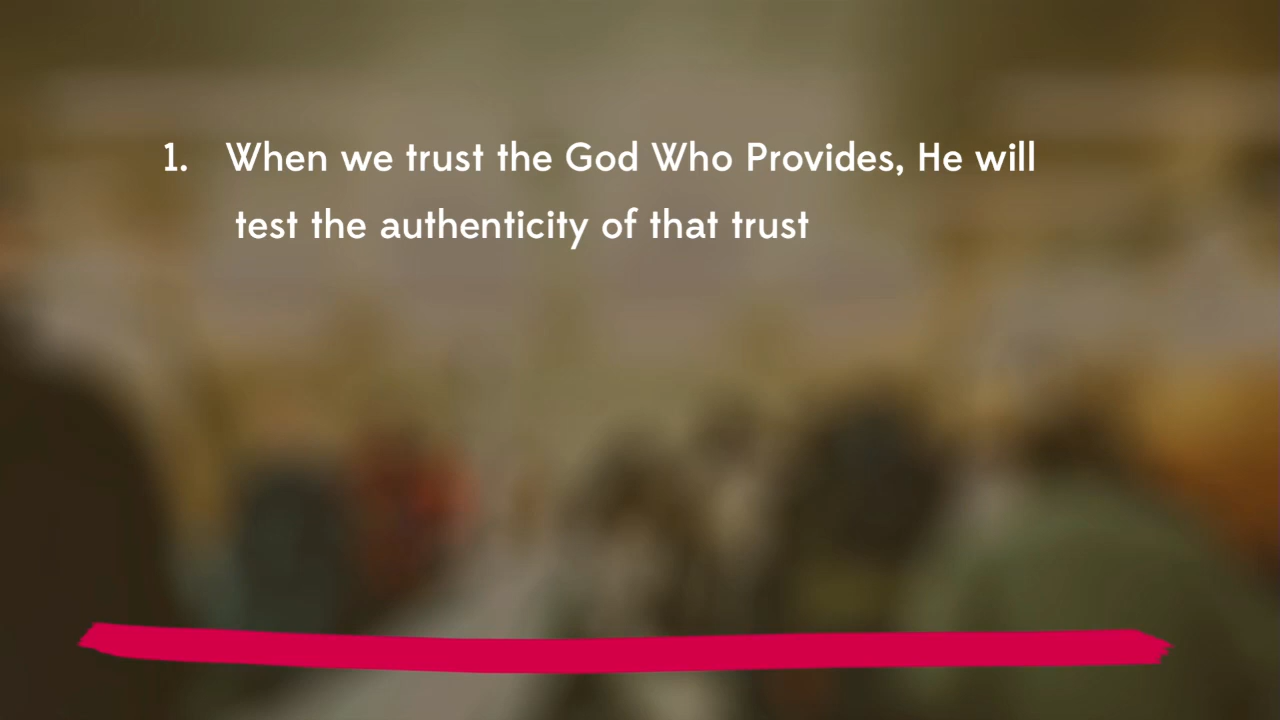 1. When we trust the God Who Provides, He will
test the authenticity of that trust